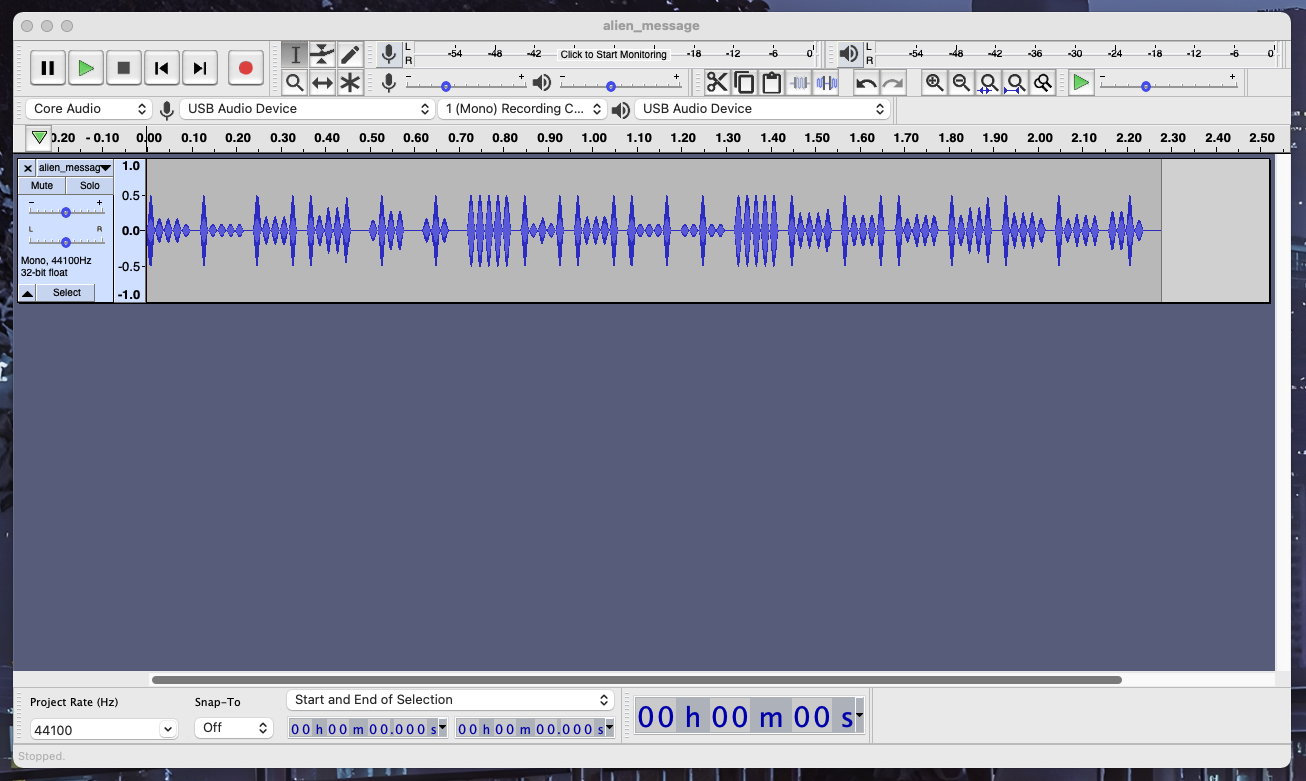 alien_message
L R -54 -48 -42 Click to Start Monitoring -18 -12 -6 0 L R -54 -48 -42 -36 -30 -24 -18 -12 -6 0
- + - + - +
Core Audio USB Audio Device 1 (Mono) Recording C... USB Audio Device
0.20 - 0.10 0.00 0.10 0.20 0.30 0.40 0.50 0.60 0.70 0.80 0.90 1.00 1.10 1.20 1.30 1.40 1.50 1.60 1.70 1.80 1.90 2.00 2.10 2.20 2.30 2.40 2.50
alien_messag 1.0
Mute Solo
- + 0.5
L R 0.0
Mono, 44100Hz
32-bit float -0.5
Select -1.0
Project Rate (Hz) Snap-To Start and End of Selection
44100 Off 00 h 00 m 00.000 s 00 h 00 m 00.000 s 00 h 00 m 00 s
Stopped.